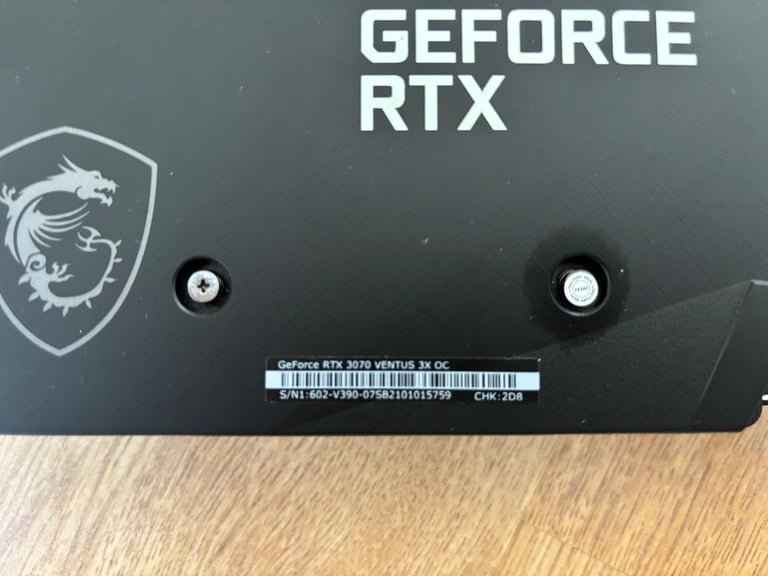 GEFORCE
RTX
GeForce RTX 3070 VENTUS 3X OC
S/N1:602-V390-07SB2101015759 CHK:2D8